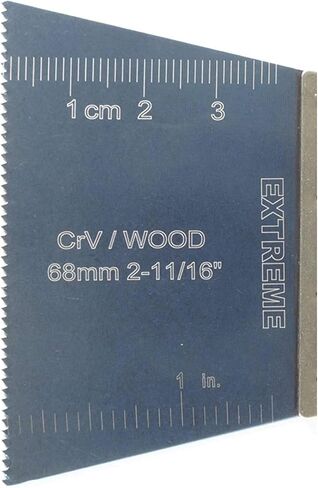 1 cm 2 3
EXTREME
CrV / WOOD
68mm 2-11/16"
1 in.